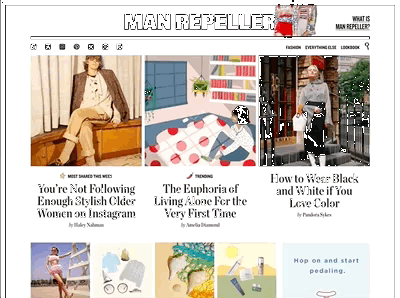 MAN REPELLER
WHAT IS
MAN REPELLER?
FASHION EVERYTHING ELSE LOOKBOOK
MOST SHARED THIS WEEK
You're Not Following
Enough Stylish Older
Women on Instagram
by Haley Nahman
TRENDING
The Euphoria of
Living Alone For the
Very First Time
by Amelia Diamond
How to Wear Black
and White if You
Love Color
by Pandora Sykes
Hop on and start
pedaling.